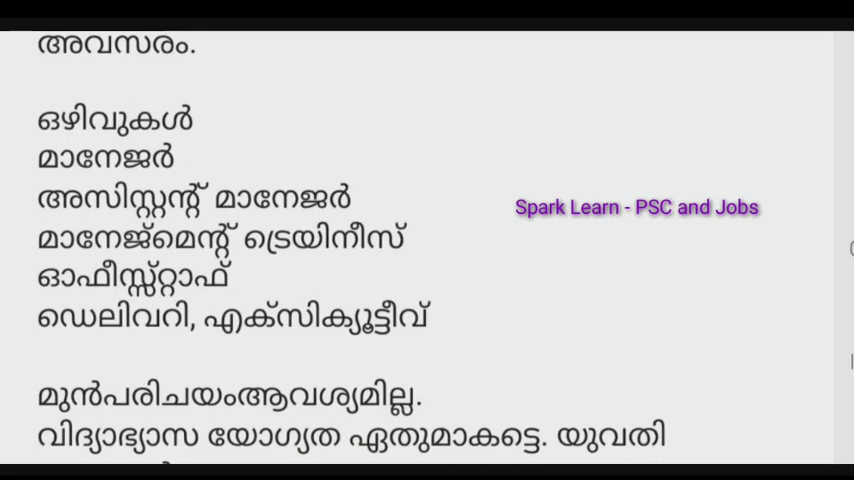 അവസരം.
ഒഴിവുകൾ
മാനേജർ
അസിസ്റ്റന്റ് മാനേജർ
മാനേജ്മെന്റ് ട്രെയിനീസ്
ഓഫീസ്സ്റ്റാഫ്
ഡെലിവറി, എക്സിക്യൂട്ടീവ്
Spark Learn - PSC and Jobs
മുൻപരിചയംആവശ്യമില്ല.
വിദ്യാഭ്യാസ യോഗ്യത ഏതുമാകട്ടെ. യുവതി